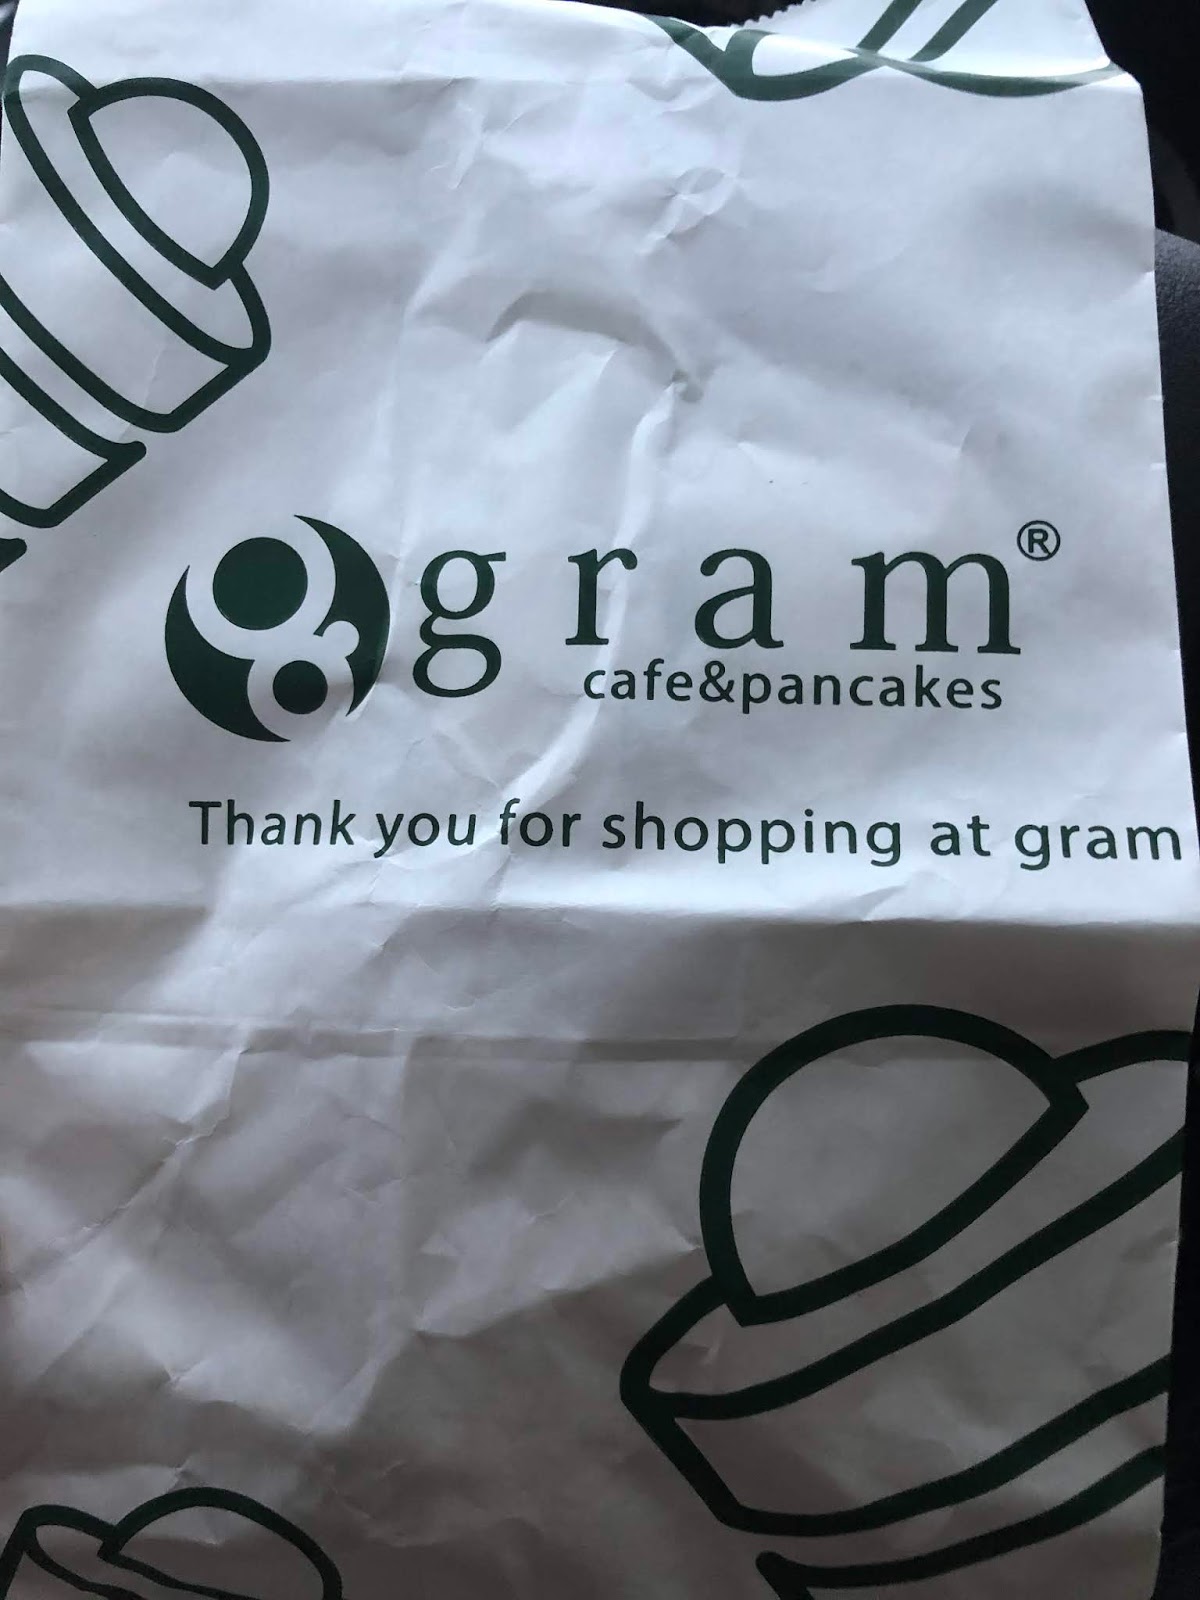 gram®
cafe&pancakes
Thank you for shopping at gram